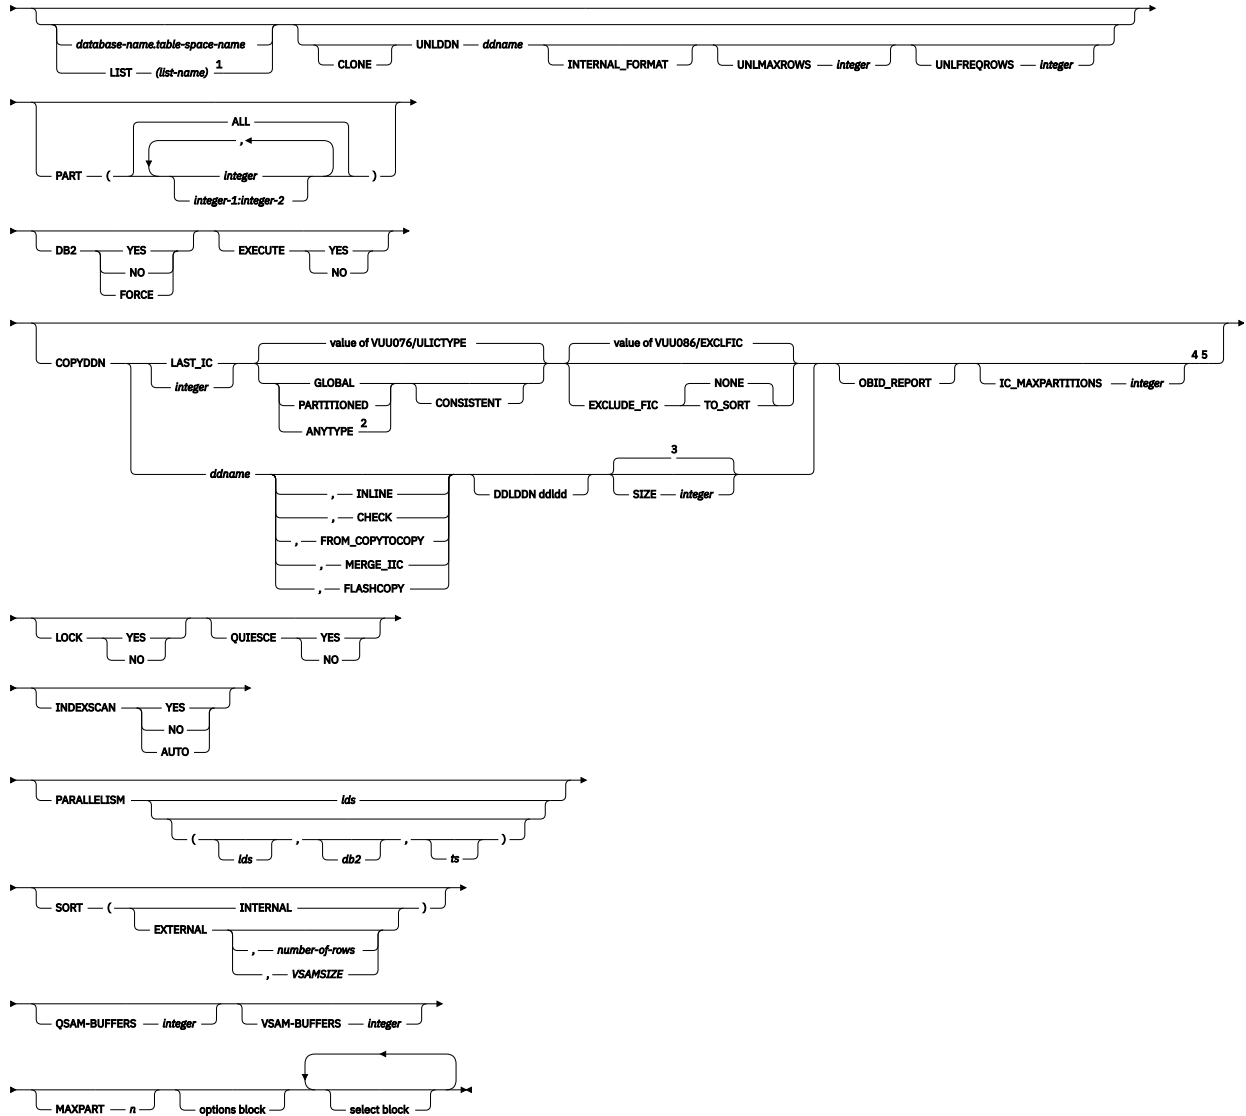 database-name.table-space-name
LIST (list-name) 1
CLONE UNLDDN ddname INTERNAL_FORMAT UNLMAXROWS integer UNLFREQROWS integer
PART ( ALL , integer integer-1:integer-2 )
DB2 YES NO FORCE EXECUTE YES NO
COPYDDN LAST_IC integer
value of VUU076/ULICTYPE
GLOBAL
PARTITIONED
ANYTYPE 2
CONSISTENT
value of VUU086/EXCLFIC
EXCLUDE_FIC NONE TO_SORT
OBID_REPORT IC_MAXPARTITIONS integer 4 5
ddname
, INLINE
, CHECK
, FROM_COPYTOCOPY
, MERGE_IIC
, FLASHCOPY
DDLDDN ddldd
3
SIZE integer
LOCK YES NO QUIESCE YES NO
INDEXSCAN YES
NO
AUTO
PARALLELISM lds
( lds , db2 , ts )
SORT ( INTERNAL )
EXTERNAL
, number-of-rows
, VSAMSIZE
QSAM-BUFFERS integer VSAM-BUFFERS integer
MAXPART n options block select block